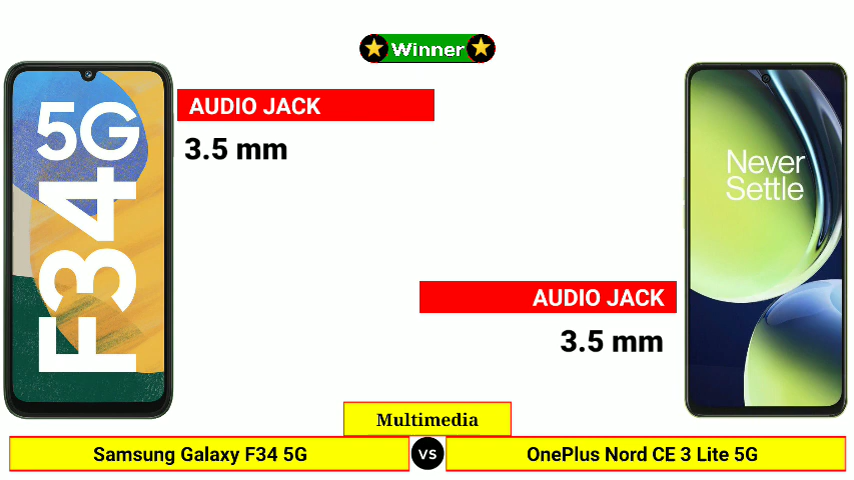 Winner
AUDIO JACK
3.5 mm
F34 5G
Never
Settle
AUDIO JACK
3.5 mm
Multimedia
Samsung Galaxy F34 5G
VS
OnePlus Nord CE 3 Lite 5G